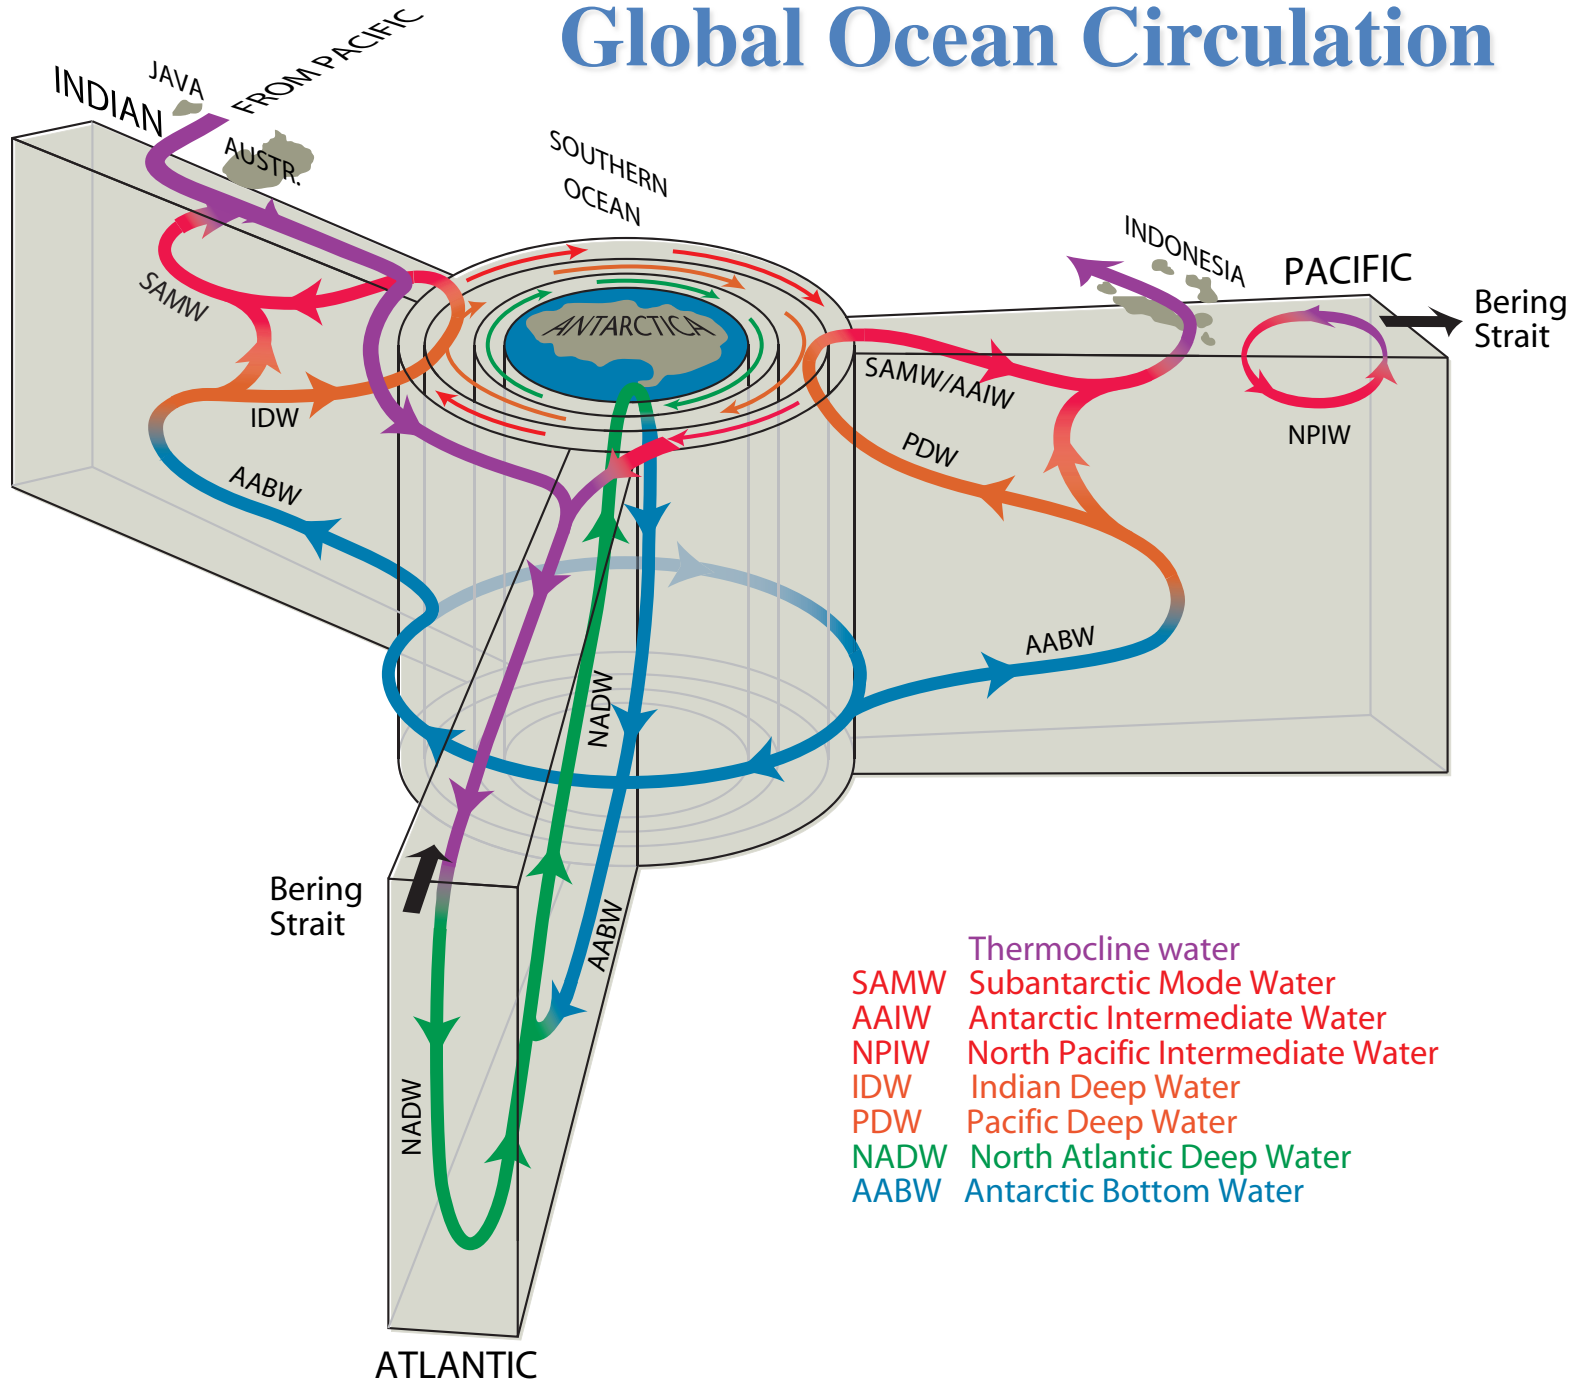 Global Ocean Circulation
FROM PACIFIC
JAVA
INDIAN
AUSTR.
SOUTHERN
OCEAN
INDONESIA
PACIFIC
Bering
Strait
ANTARCTICA
SAMW
SAMW/AAIW
IDW
NPIW
PDW
AABW
AABW
NADW
Bering
Strait
AABW
NADW
Thermocline water
SAMW Subantarctic Mode Water
AAIW Antarctic Intermediate Water
NPIW North Pacific Intermediate Water
IDW Indian Deep Water
PDW Pacific Deep Water
NADW North Atlantic Deep Water
AABW Antarctic Bottom Water
ATLANTIC